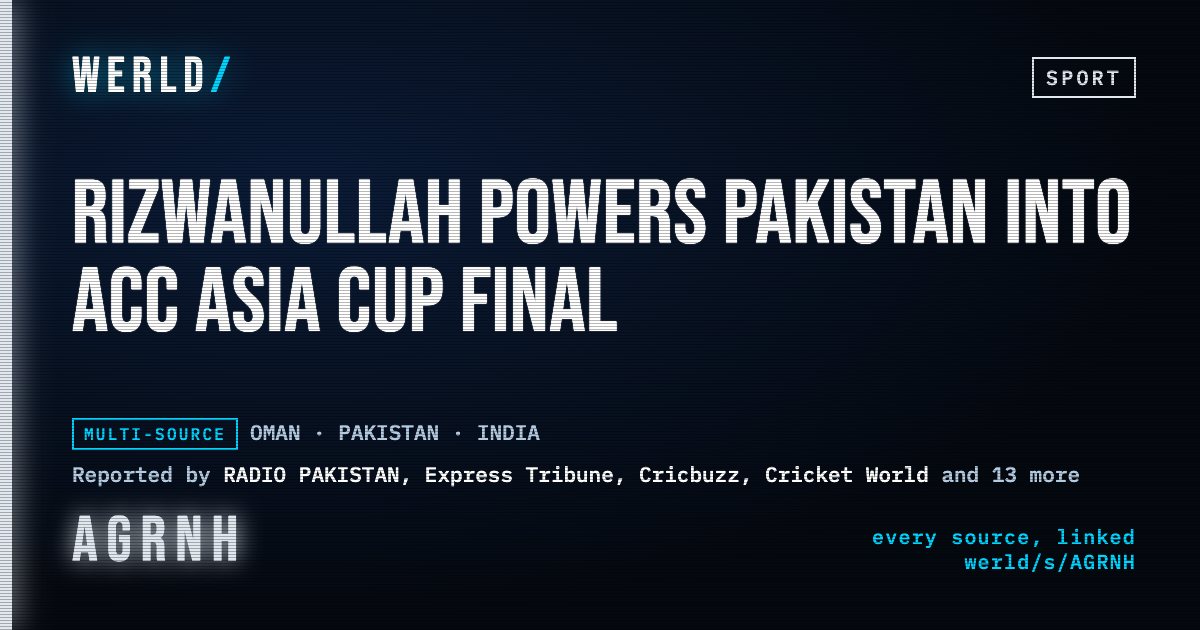 WERLD/
SPORT
RIZWANULLAH POWERS PAKISTAN INTO
ACC ASIA CUP FINAL
MULTI-SOURCE OMAN · PAKISTAN · INDIA
Reported by RADIO PAKISTAN, Express Tribune, Cricbuzz, Cricket World and 13 more
AGRNH
every source, linked
werld/s/AGRNH